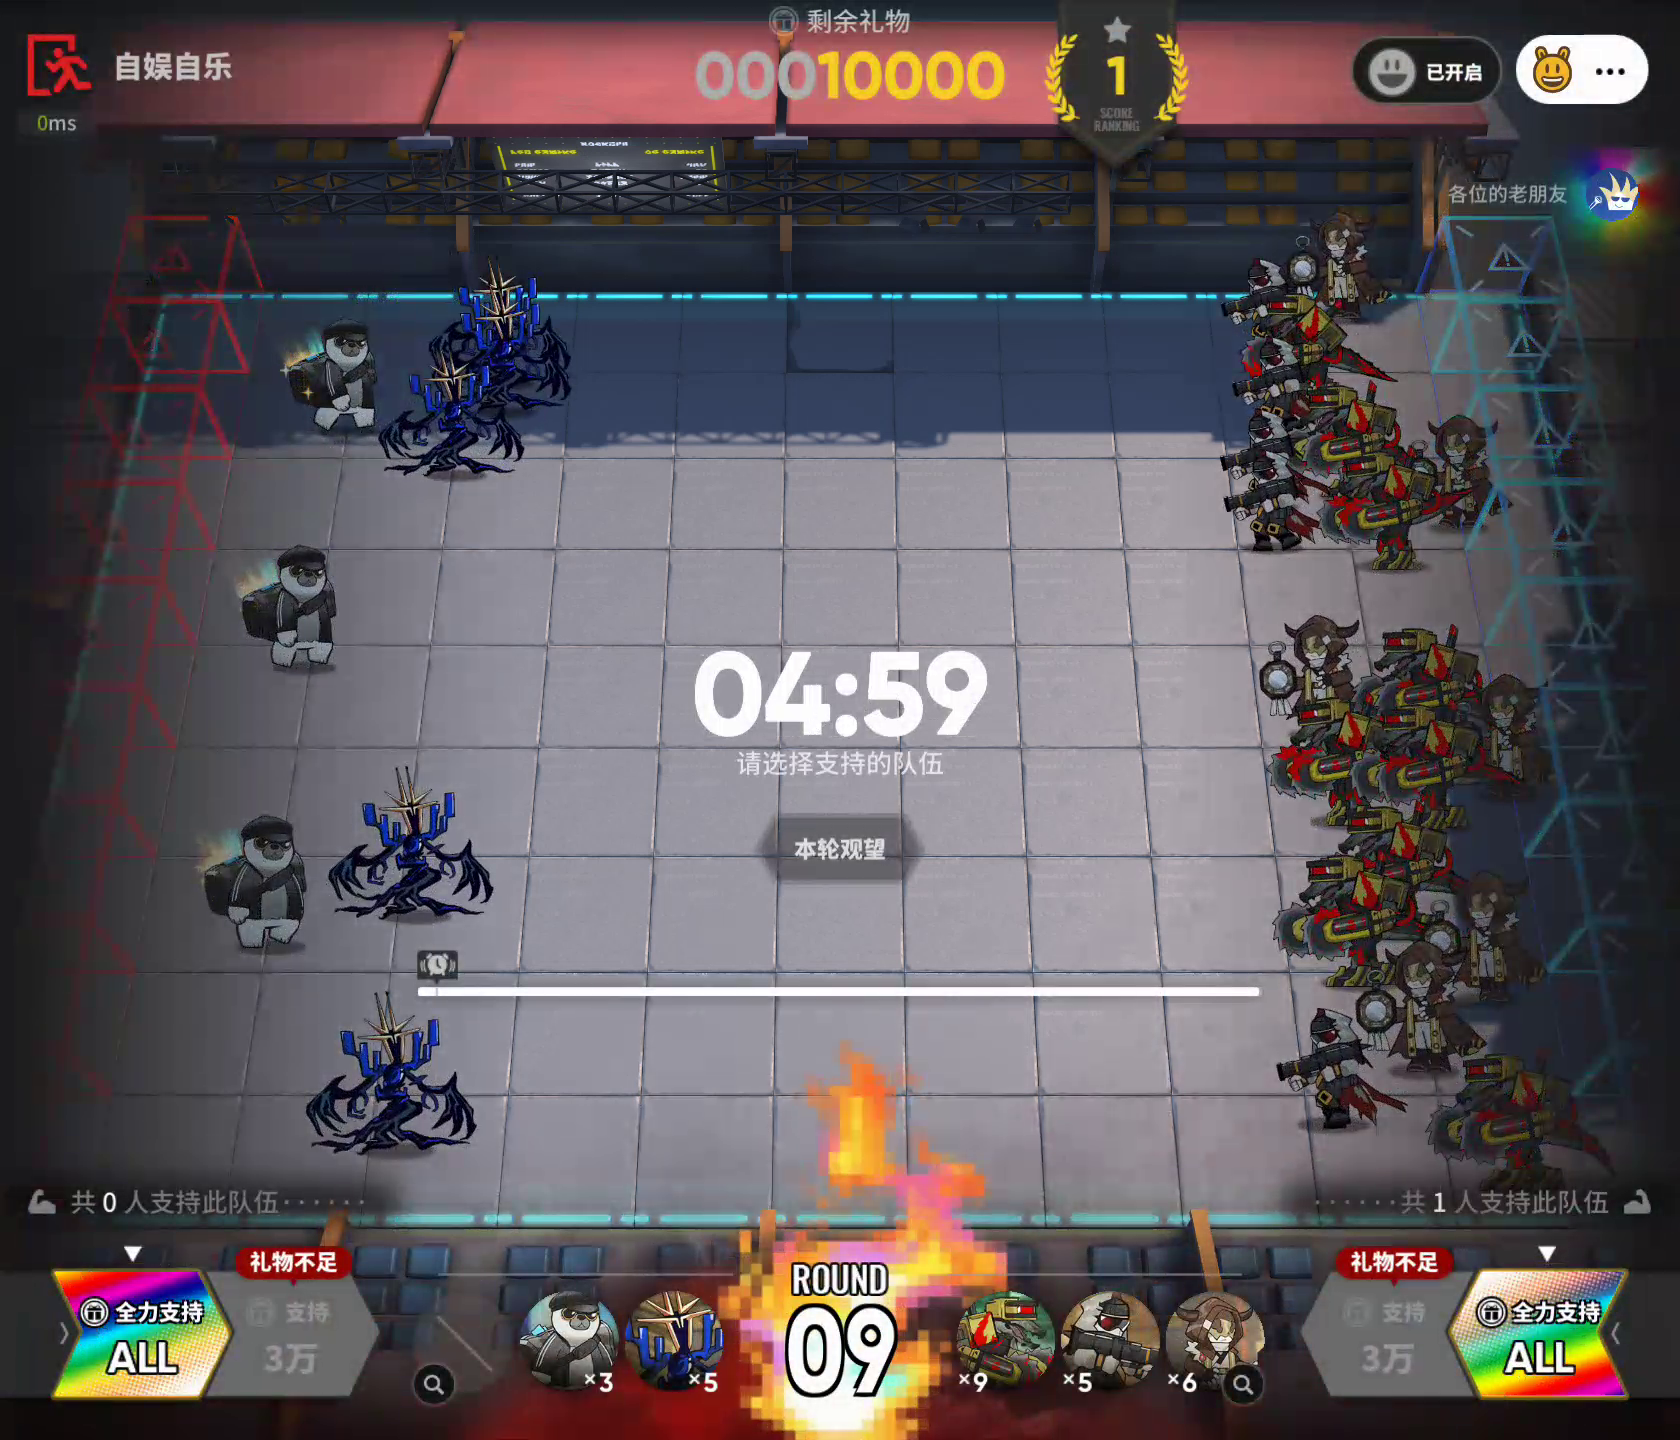 剩余礼物
自娱自乐
00010000
1
SCORE
RANKING
已开启
0ms
各位的老朋友
04:59
请选择支持的队伍
本轮观望
共 0 人支持此队伍······
······共 1 人支持此队伍
礼物不足
礼物不足
全力支持
ALL
支持
3万
×3
×5
ROUND
09
×9
×5
×6
支持
3万
全力支持
ALL